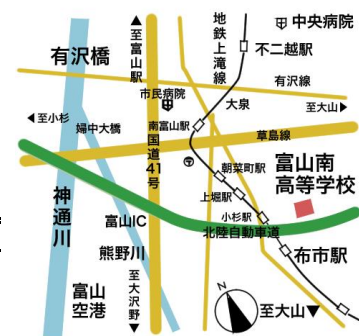 ▲至富山駅
地鉄上滝線
中央病院
有沢橋
不二越駅
有沢線
市民病院
大泉
至大山▶
◀至小杉
婦中大橋
南富山駅
草島線
国道41号
朝菜町駅
富山南
高等学校
上堀駅
小杉駅
神通川
富山IC
北陸自動車道
熊野川
布市駅
富山
空港
至大沢野▼
N
至大山▼